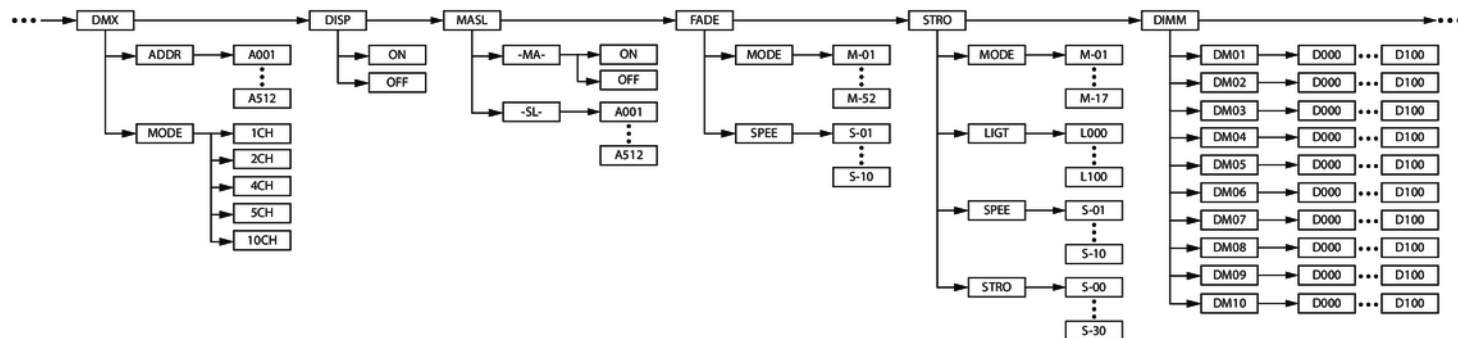 DMX DISP MASL FADE STRO DIMM
ADDR A001
A512
MODE 1CH
2CH
4CH
5CH
10CH
ON
OFF
-MA- ON
OFF
-SL- A001
A512
MODE M-01
M-52
SPEE S-01
S-10
MODE M-01
M-17
LIGT L000
L100
SPEE S-01
S-10
STRO S-00
S-30
DM01 D000 D100
DM02 D000 D100
DM03 D000 D100
DM04 D000 D100
DM05 D000 D100
DM06 D000 D100
DM07 D000 D100
DM08 D000 D100
DM09 D000 D100
DM10 D000 D100